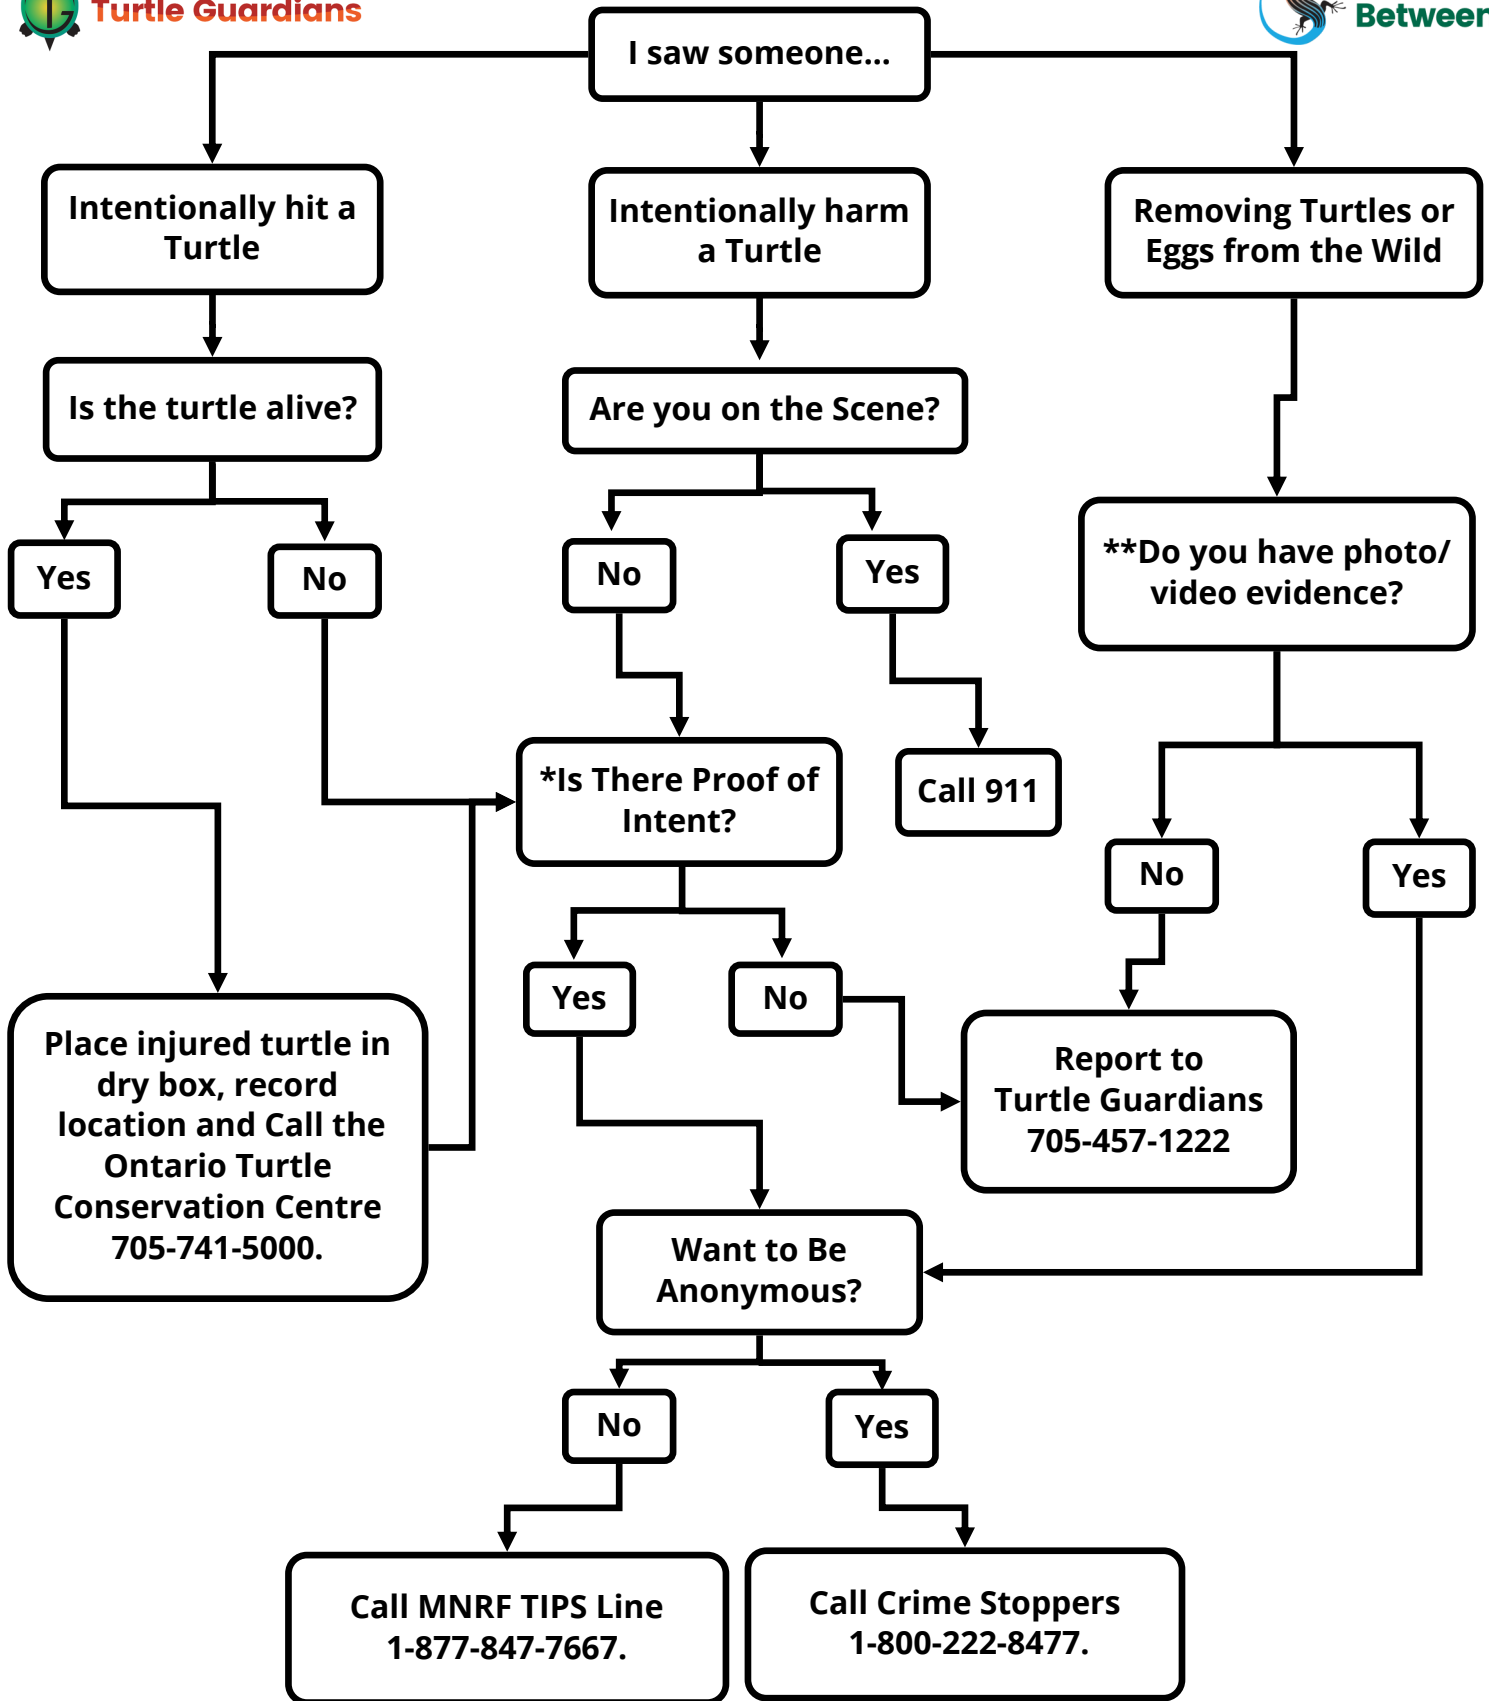 Turtle Guardians
Between
I saw someone...
Intentionally hit a
Turtle
Intentionally harm
a Turtle
Removing Turtles or
Eggs from the Wild
Is the turtle alive?
Are you on the Scene?
**Do you have photo/
video evidence?
Yes
No
No
Yes
*Is There Proof of
Intent?
Call 911
No
Yes
Yes
No
Place injured turtle in
dry box, record
location and Call the
Ontario Turtle
Conservation Centre
705-741-5000.
Report to
Turtle Guardians
705-457-1222
Want to Be
Anonymous?
No
Yes
Call MNRF TIPS Line
1-877-847-7667.
Call Crime Stoppers
1-800-222-8477.